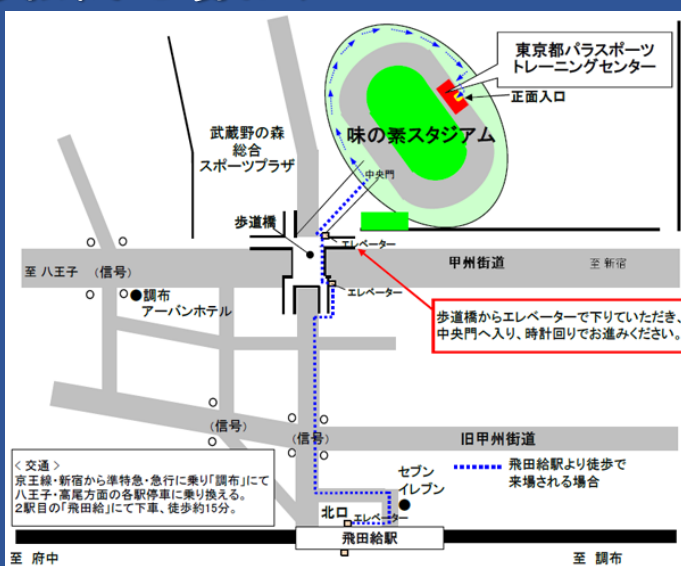 東京都パラスポーツ
トレーニングセンター
正面入口
味の素スタジアム
武蔵野の森
総合
スポーツプラザ
中央門
歩道橋
エレベーター
至 八王子
(信号)
甲州街道
至 新宿
エレベーター
●調布
アーバンホテル
歩道橋からエレベーターで下りていただき、
中央門へ入り、時計回りでお進みください。
(信号)
(信号)
旧甲州街道
<交通>
京王線・新宿から準特急・急行に乗り「調布」にて
八王子・高尾方面の各駅停車に乗り換える。
2駅目の「飛田給」にて下車、徒歩約15分。
セブン
イレブン
飛田給駅より徒歩で
来場される場合
北口
エレベーター
飛田給駅
至 府中
至 調布